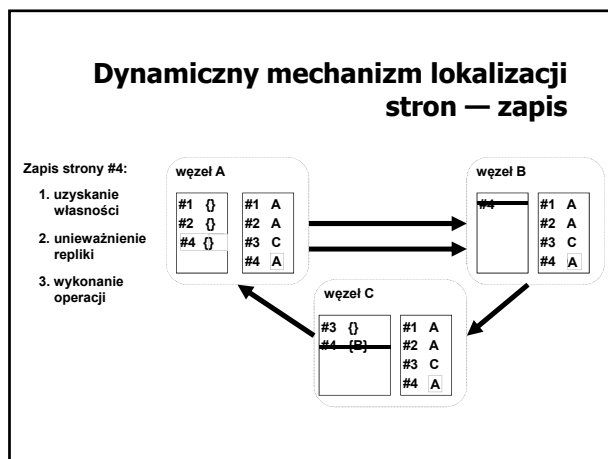 Dynamiczny mechanizm lokalizacji
stron — zapis
Zapis strony #4:
1. uzyskanie
własności
2. unieważnienie
repliki
3. wykonanie
operacji
węzeł A
#1 {}
#2 {}
#4 {}
#1 A
#2 A
#3 C
#4 A
węzeł B
#4
#1 A
#2 A
#3 C
#4 A
węzeł C
#3 {}
#4 {B}
#1 A
#2 A
#3 C
#4 A